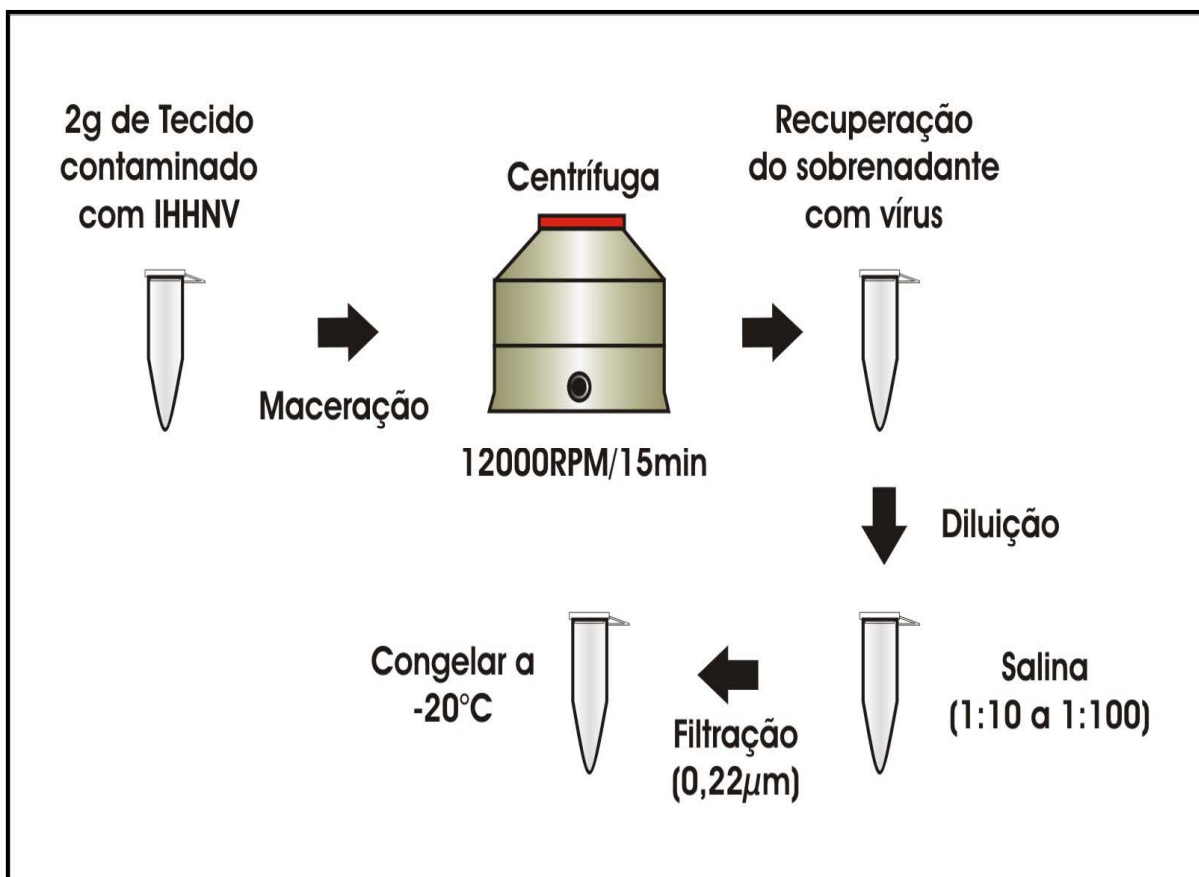 2g de Tecido
contaminado
com IHHNV
Maceração
Centrífuga
12000RPM/15min
Recuperação
do sobrenadante
com vírus
Diluição
Salina
(1:10 a 1:100)
Filtração
(0,22µm)
Congelar a
-20°C